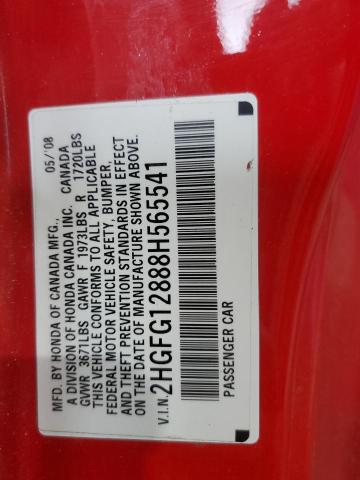 MFD. BY HONDA OF CANADA MFG., 05/'08
A DIVISION OF HONDA CANADA INC. CANADA
GVWR 3671LBS GAWR F 1973LBS R 1720LBS
THIS VEHICLE CONFORMS TO ALL APPLICABLE
FEDERAL MOTOR VEHICLE SAFETY, BUMPER,
AND THEFT PREVENTION STANDARDS IN EFFECT
ON THE DATE OF MANUFACTURE SHOWN ABOVE.
V.I.N. 2HGFG12888H565541
PASSENGER CAR